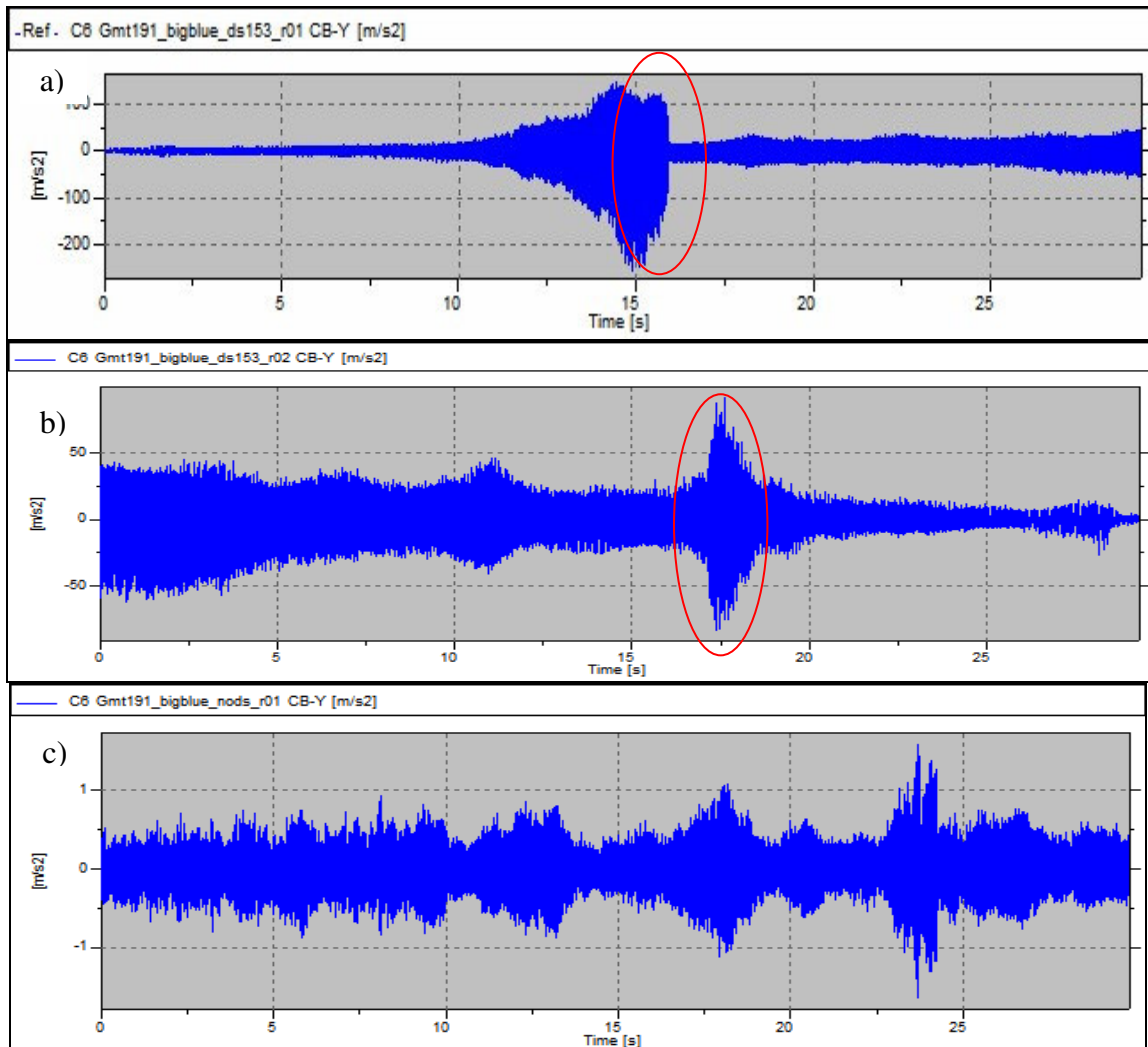 -Ref- C6 Gmt191_bigblue_ds153_r01 CB-Y [m/s2]
a)
0
-100
-200
[m/s2]
0 5 10 15 20 25
Time [s]
C6 Gmt191_bigblue_ds153_r02 CB-Y [m/s2]
b)
50
0
-50
[m/s2]
0 5 10 15 20 25
Time [s]
C6 Gmt191_bigblue_nods_r01 CB-Y [m/s2]
c)
1
0
-1
[m/s2]
0 5 10 15 20 25
Time [s]